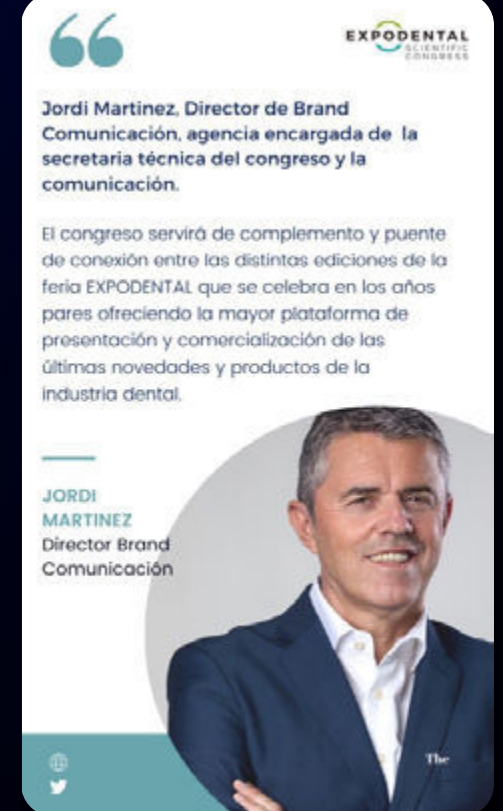 EXPODENTAL
SCIENTIFIC
CONGRESS
Jordi Martinez, Director de Brand
Comunicación, agencia encargada de la
secretaria técnica del congreso y la
comunicación.
El congreso servirá de complemento y puente
de conexión entre las distintas ediciones de la
feria EXPODENTAL que se celebra en los años
pares ofreciendo la mayor plataforma de
presentación y comercialización de las
últimas novedades y productos de la
industria dental.
JORDI
MARTINEZ
Director Brand
Comunicación
The